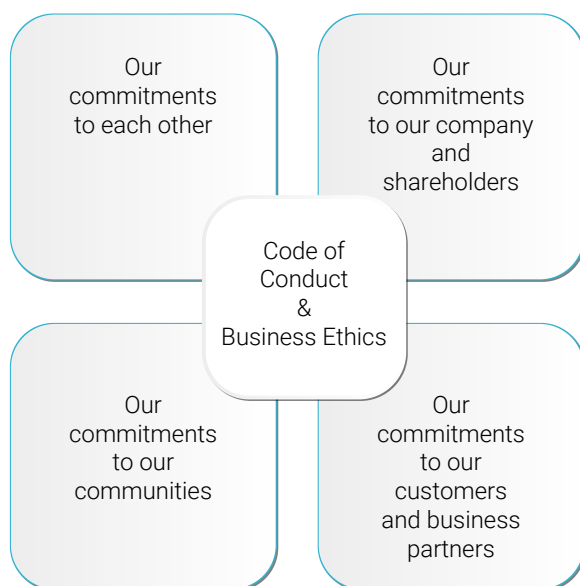 Our
commitments
to each other
Our
commitments
to our company
and
shareholders
Code of
Conduct
&
Business Ethics
Our
commitments
to our
communities
Our
commitments
to our
customers
and business
partners